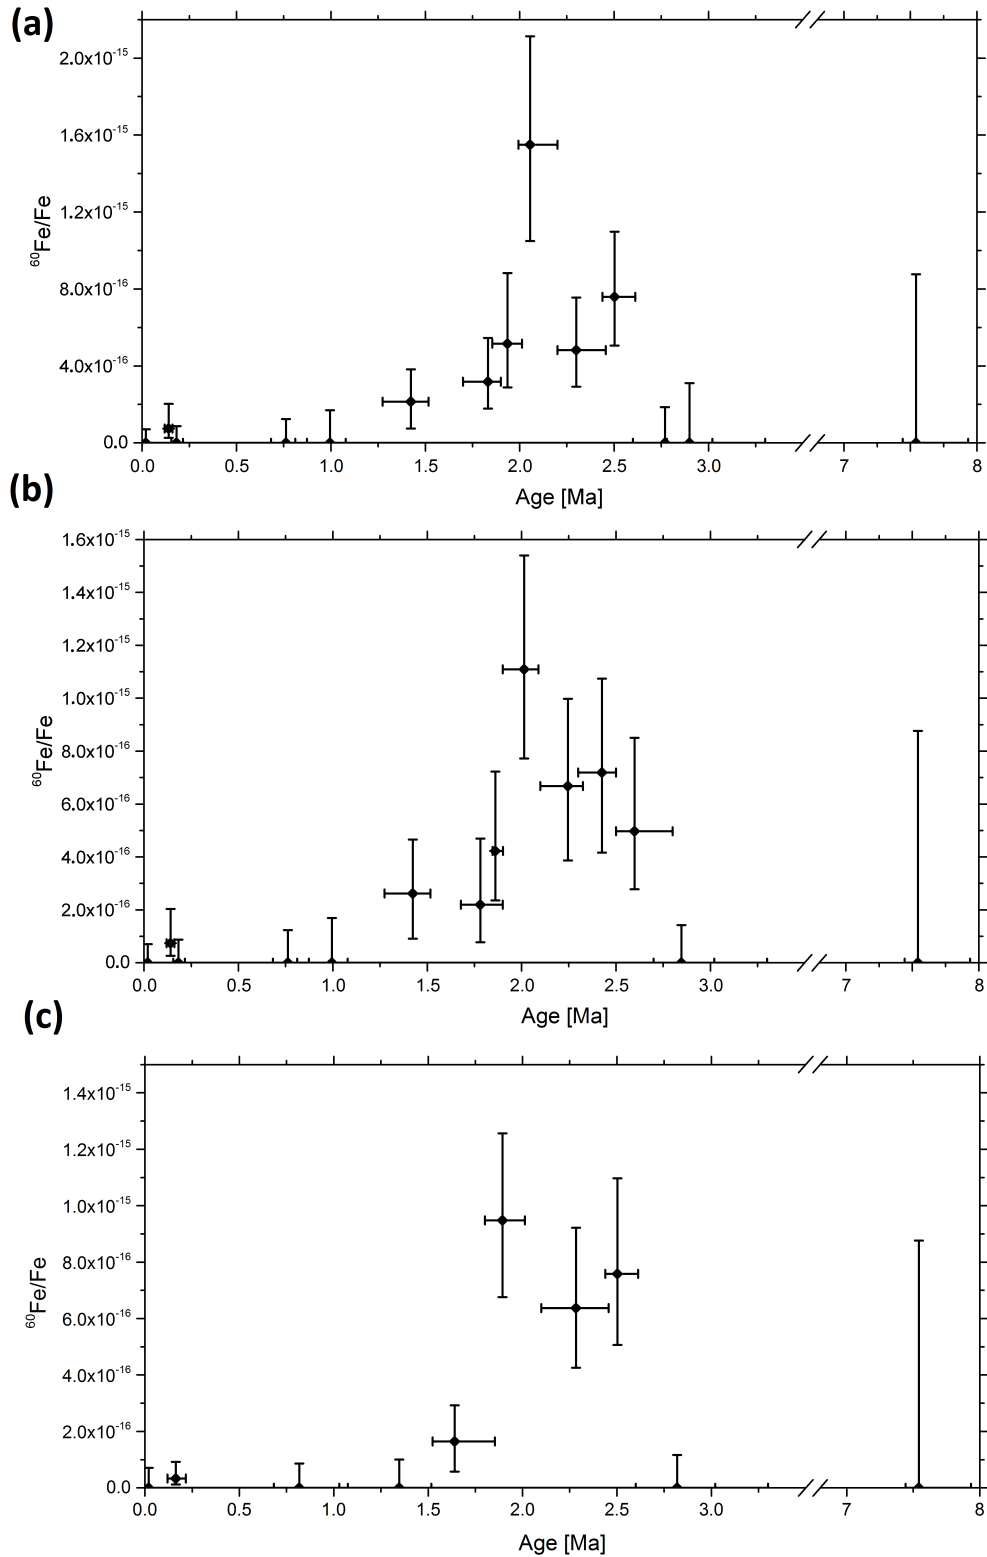 (a)
2.0x10⁻¹⁵
1.6x10⁻¹⁵
1.2x10⁻¹⁵
8.0x10⁻¹⁶
4.0x10⁻¹⁶
0.0
⁶⁰Fe/Fe
0.0 0.5 1.0 1.5 2.0 2.5 3.0 7 8
Age [Ma]
(b)
1.6x10⁻¹⁵
1.4x10⁻¹⁵
1.2x10⁻¹⁵
1.0x10⁻¹⁵
8.0x10⁻¹⁶
6.0x10⁻¹⁶
4.0x10⁻¹⁶
2.0x10⁻¹⁶
0.0
⁶⁰Fe/Fe
0.0 0.5 1.0 1.5 2.0 2.5 3.0 7 8
Age [Ma]
(c)
1.4x10⁻¹⁵
1.2x10⁻¹⁵
1.0x10⁻¹⁵
8.0x10⁻¹⁶
6.0x10⁻¹⁶
4.0x10⁻¹⁶
2.0x10⁻¹⁶
0.0
⁶⁰Fe/Fe
0.0 0.5 1.0 1.5 2.0 2.5 3.0 7 8
Age [Ma]